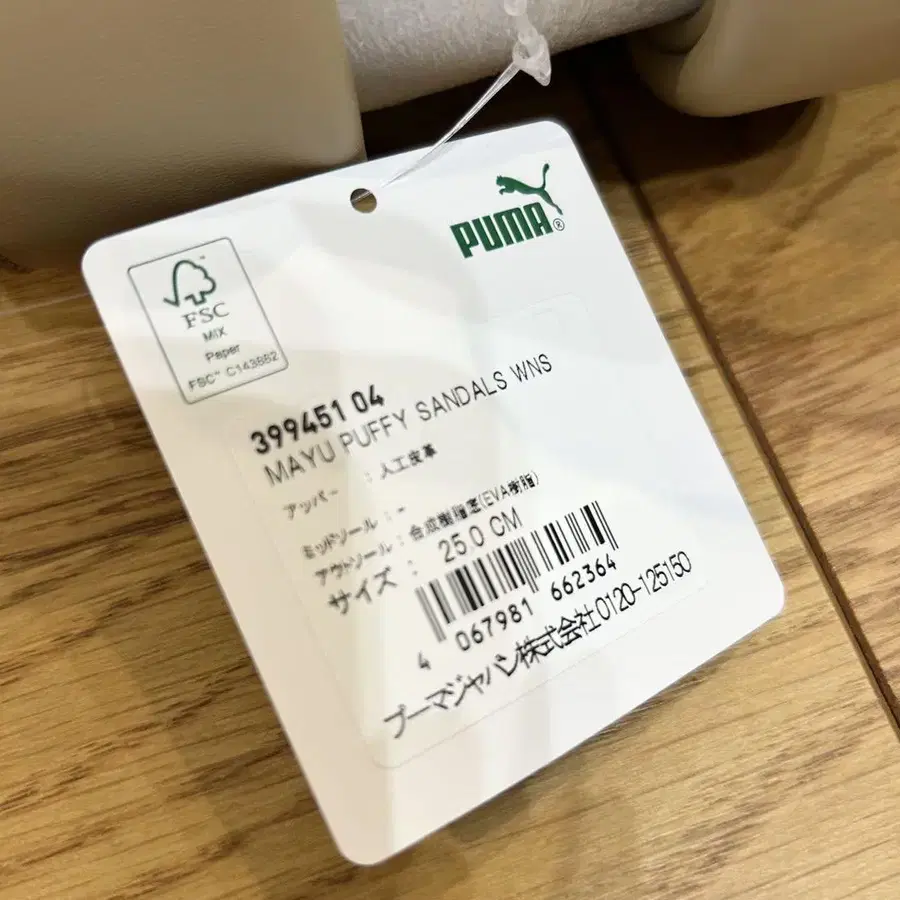 PUMA®
FSC™
MIX
Paper
FSC™ C143882
399451 04
MAYU PUFFY SANDALS WNS
アッパー : 人工皮革
ミッドソール : -
アウトソール : 合成樹脂底(EVA樹脂)
サイズ : 25.0 CM
4 067981 662364
プーマジャパン株式会社0120-125150